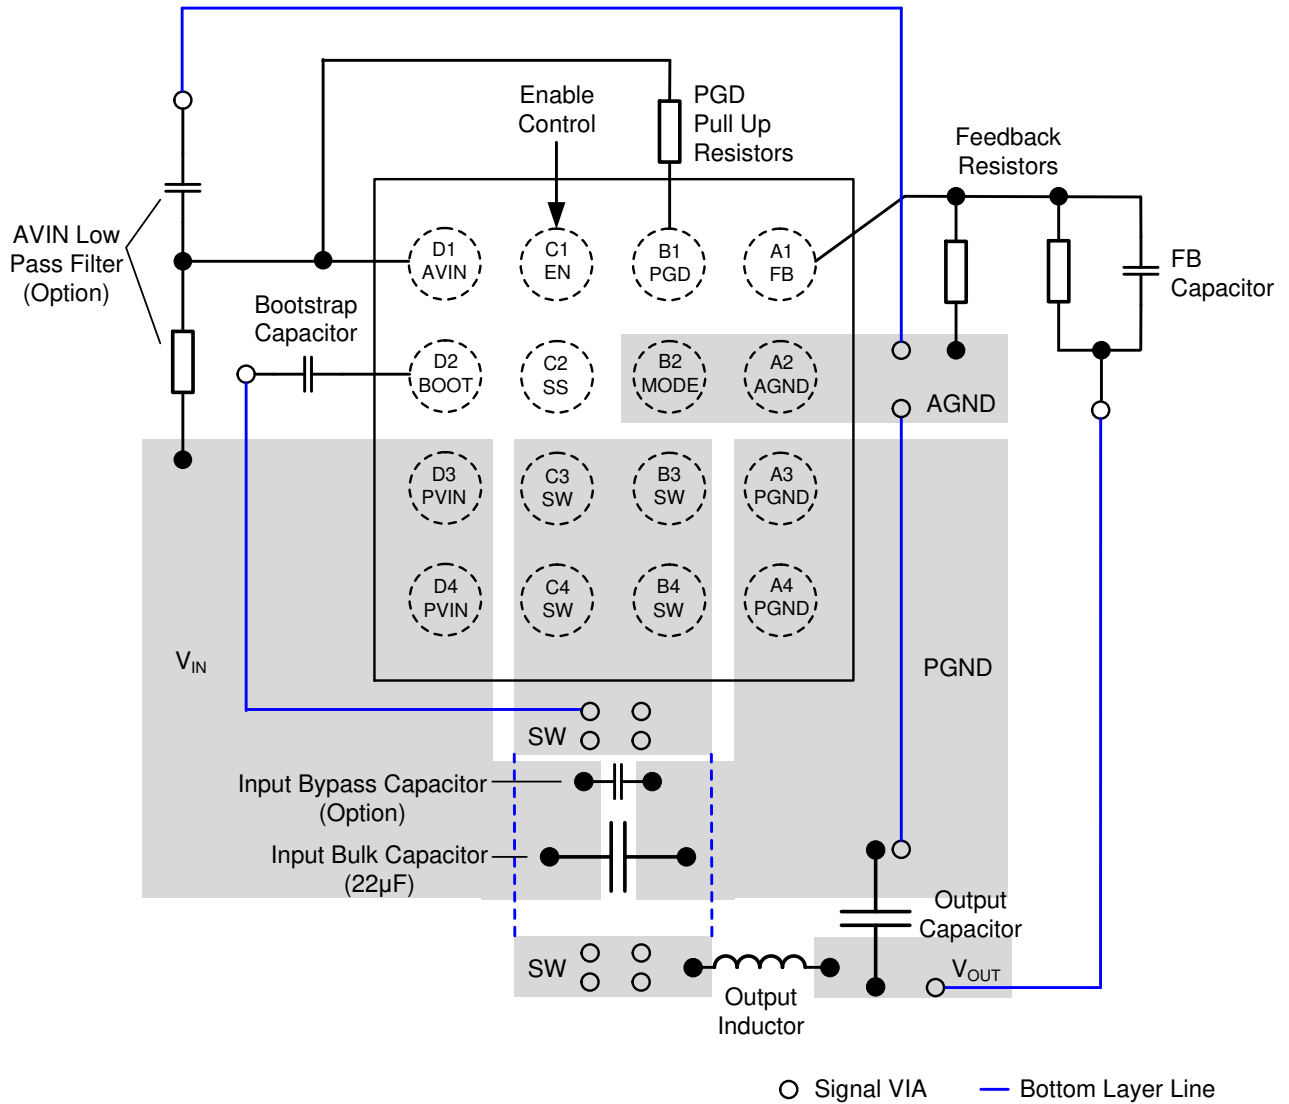 Enable
Control
PGD
Pull Up
Resistors
Feedback
Resistors
AVIN Low
Pass Filter
(Option)
D1
AVIN
C1
EN
B1
PGD
A1
FB
FB
Capacitor
Bootstrap
Capacitor
D2
BOOT
C2
SS
B2
MODE
A2
AGND
AGND
D3
PVIN
C3
SW
B3
SW
A3
PGND
D4
PVIN
C4
SW
B4
SW
A4
PGND
VIN
PGND
SW
Input Bypass Capacitor
(Option)
Input Bulk Capacitor
(22µF)
Output
Capacitor
SW
VOUT
Output
Inductor
Signal VIA
Bottom Layer Line